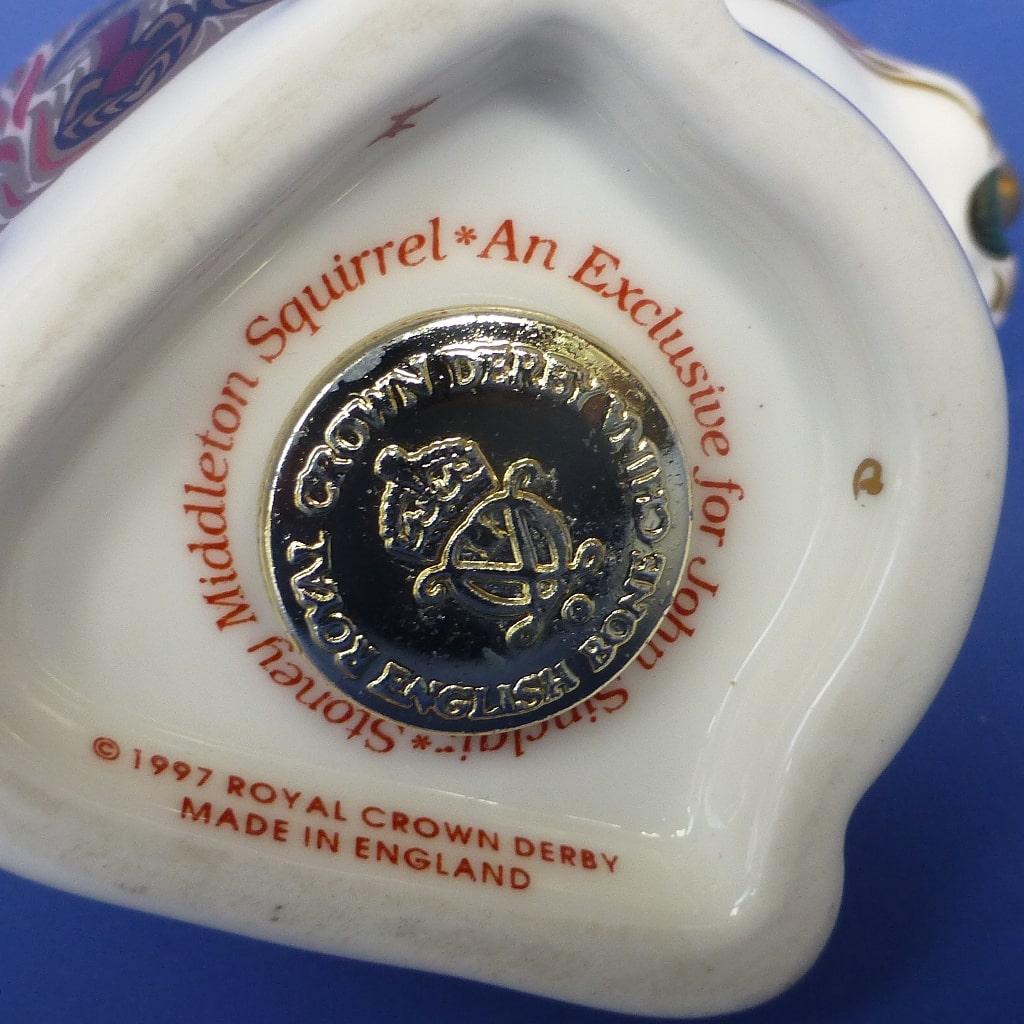 Stoney Middleton Squirrel * An Exclusive for John Sinclair *
ROYAL CROWN DERBY ENGLISH BONE CHINA
© 1997 ROYAL CROWN DERBY
MADE IN ENGLAND